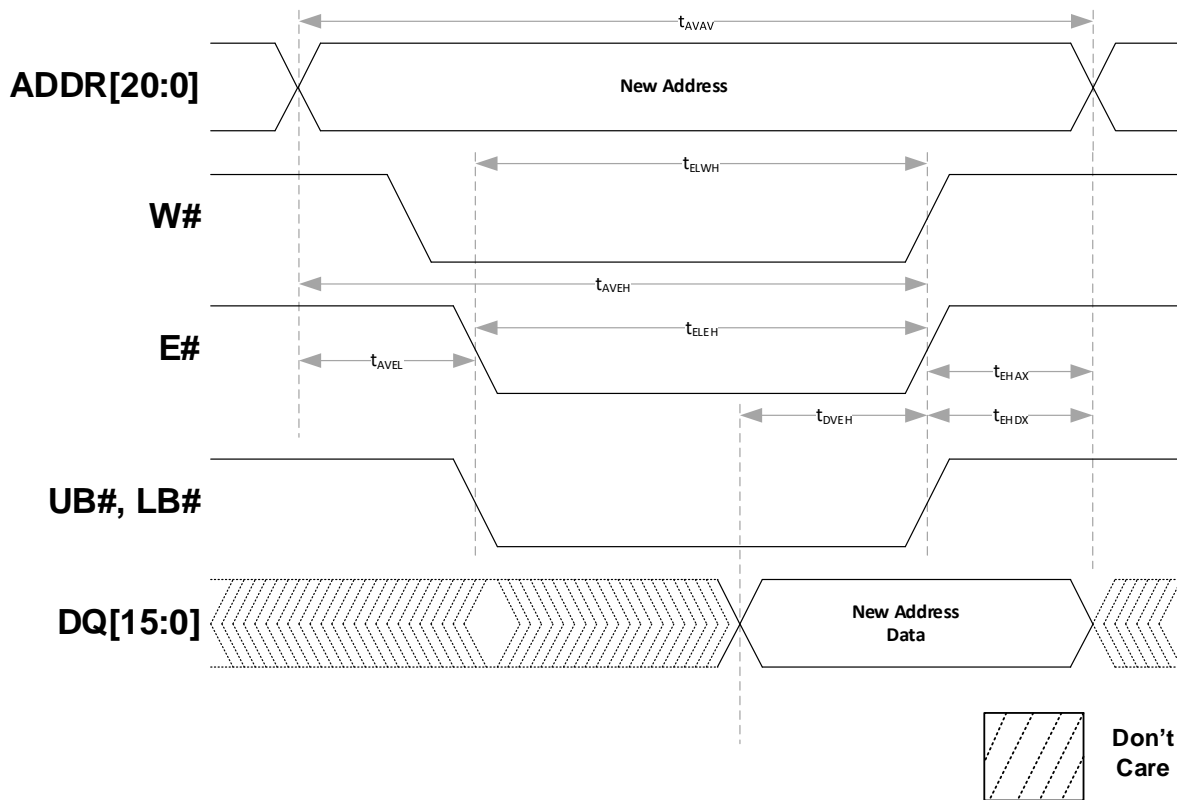 tAVAV
ADDR[20:0]
New Address
tELWH
W#
tAVEH
tELEH
E#
tAVEL
tEHAX
tDVEH
tEHDX
UB#, LB#
DQ[15:0]
New Address
Data
Don't
Care